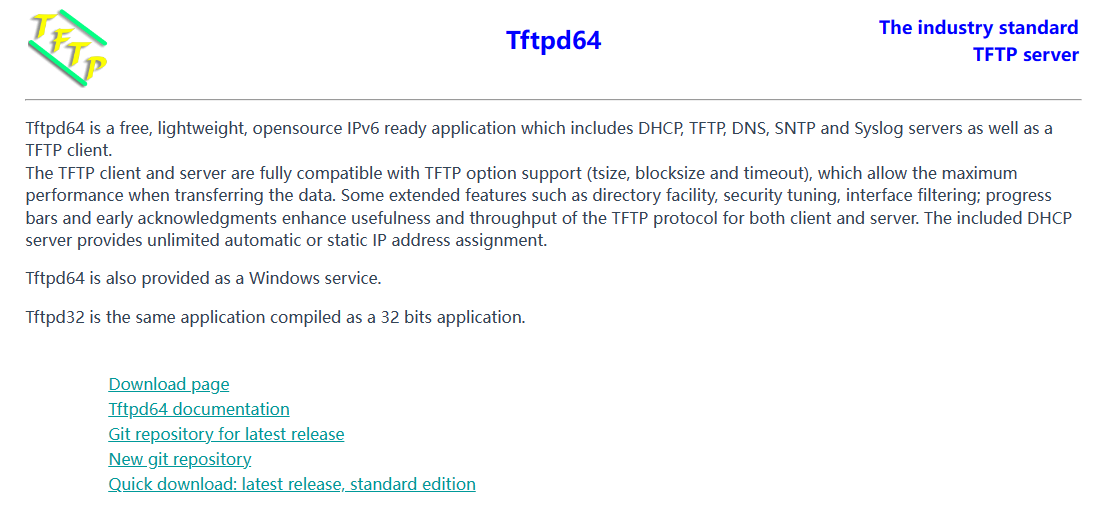 TFTP
Tftpd64
The industry standard
TFTP server
Tftpd64 is a free, lightweight, opensource IPv6 ready application which includes DHCP, TFTP, DNS, SNTP and Syslog servers as well as a
TFTP client.
The TFTP client and server are fully compatible with TFTP option support (tsize, blocksize and timeout), which allow the maximum
performance when transferring the data. Some extended features such as directory facility, security tuning, interface filtering; progress
bars and early acknowledgments enhance usefulness and throughput of the TFTP protocol for both client and server. The included DHCP
server provides unlimited automatic or static IP address assignment.
Tftpd64 is also provided as a Windows service.
Tftpd32 is the same application compiled as a 32 bits application.
Download page
Tftpd64 documentation
Git repository for latest release
New git repository
Quick download: latest release, standard edition